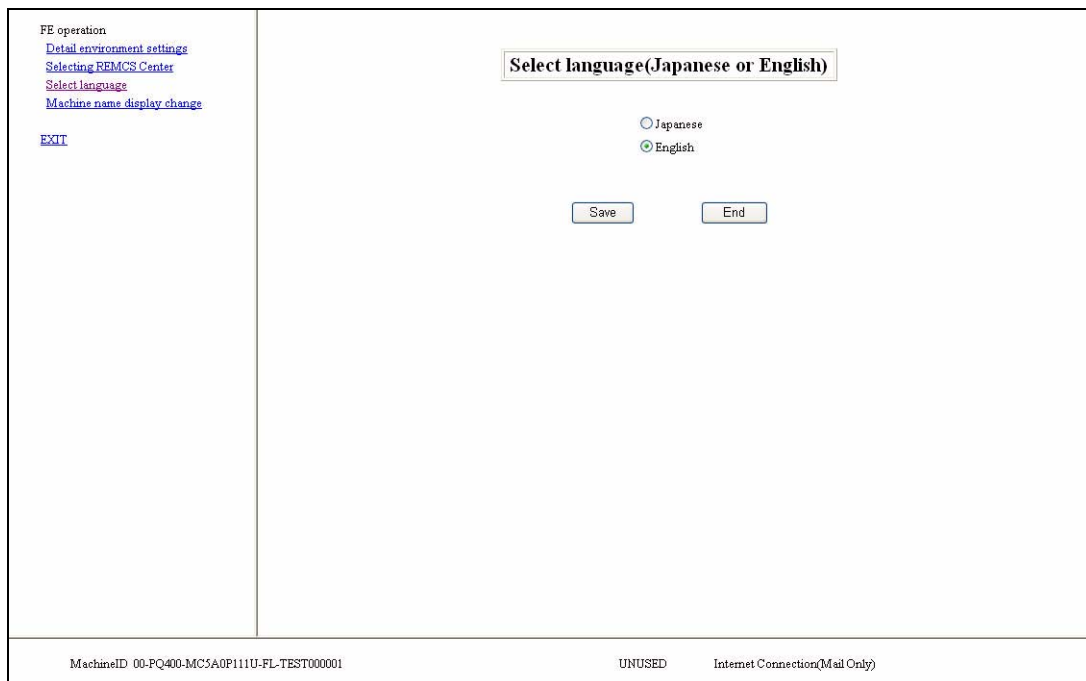 FE operation
Detail environment settings
Selecting REMCS Center
Select language
Machine name display change
EXIT
Select language(Japanese or English)
Japanese
English
Save End
MachineID 00-PQ400-MC5A0P111U-FL-TEST000001 UNUSED Internet Connection(Mail Only)